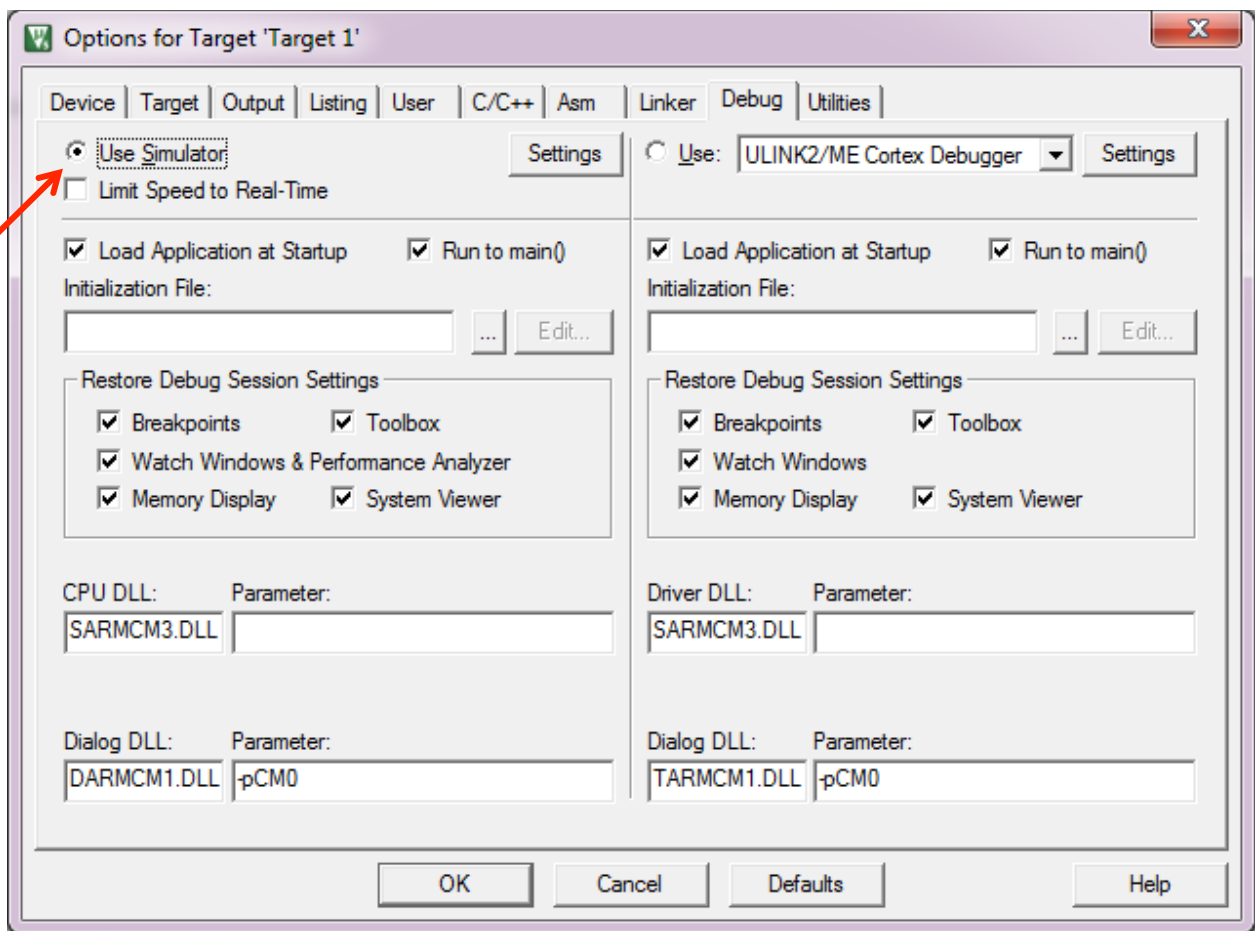 Options for Target 'Target 1'
Device Target Output Listing User C/C++ Asm Linker Debug Utilities
Use Simulator Settings Use: ULINK2/ME Cortex Debugger Settings
Limit Speed to Real-Time
Load Application at Startup Run to main() Load Application at Startup Run to main()
Initialization File: Initialization File:
... Edit... ... Edit...
Restore Debug Session Settings Restore Debug Session Settings
Breakpoints Toolbox Breakpoints Toolbox
Watch Windows & Performance Analyzer Watch Windows
Memory Display System Viewer Memory Display System Viewer
CPU DLL: Parameter: Driver DLL: Parameter:
SARMCM3.DLL SARMCM3.DLL
Dialog DLL: Parameter: Dialog DLL: Parameter:
DARMCM1.DLL -pCM0 TARMCM1.DLL -pCM0
OK Cancel Defaults Help